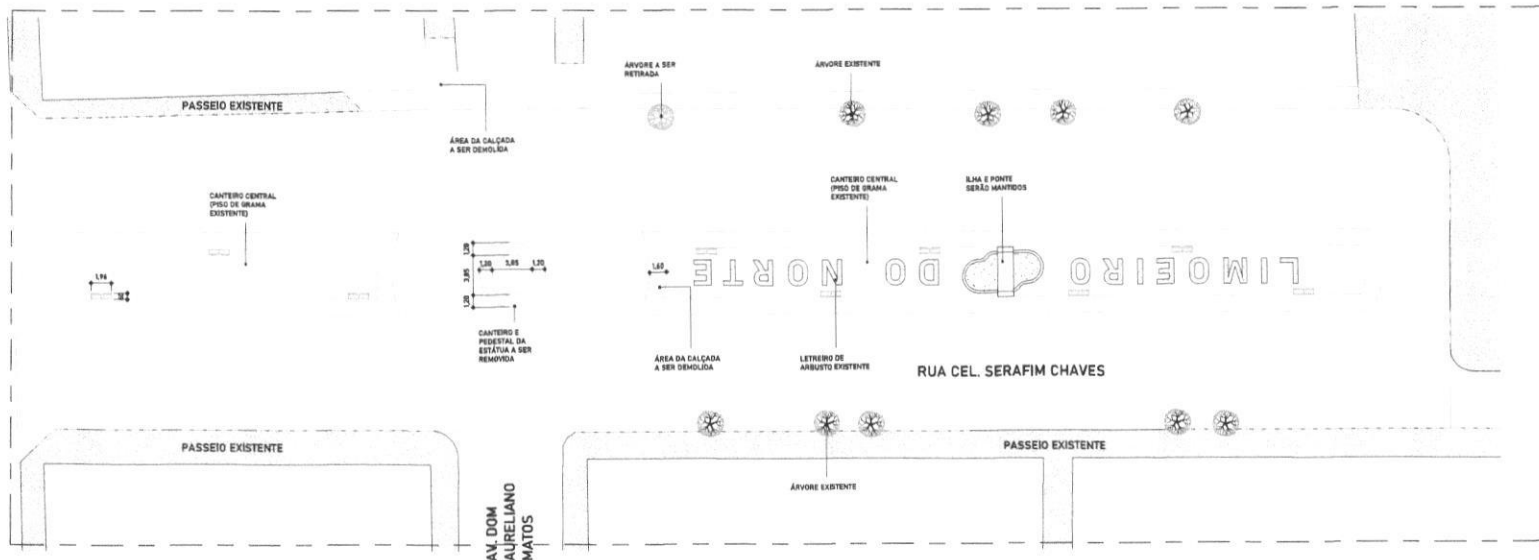 ÁRVORE A SER
RETIRADA
ÁRVORE EXISTENTE
PASSEIO EXISTENTE
ÁREA DA CALÇADA
A SER DEMOLIDA
CANTEIRO CENTRAL
(PISO DE GRAMA
EXISTENTE)
CANTEIRO CENTRAL
(PISO DE GRAMA
EXISTENTE)
ILHA E PONTE
SERÃO MANTIDOS
1,96
1,20
3,85
1,20
1,20
3,85
1,20
1,60
LIMOEIRO DO NORTE
CANTEIRO E
PEDESTAL DA
ESTÁTUA A SER
REMOVIDA
ÁREA DA CALÇADA
A SER DEMOLIDA
LETREIRO DE
ARBUSTO EXISTENTE
RUA CEL. SERAFIM CHAVES
PASSEIO EXISTENTE
PASSEIO EXISTENTE
ÁRVORE EXISTENTE
AV. DOM
AURELIANO
MATOS